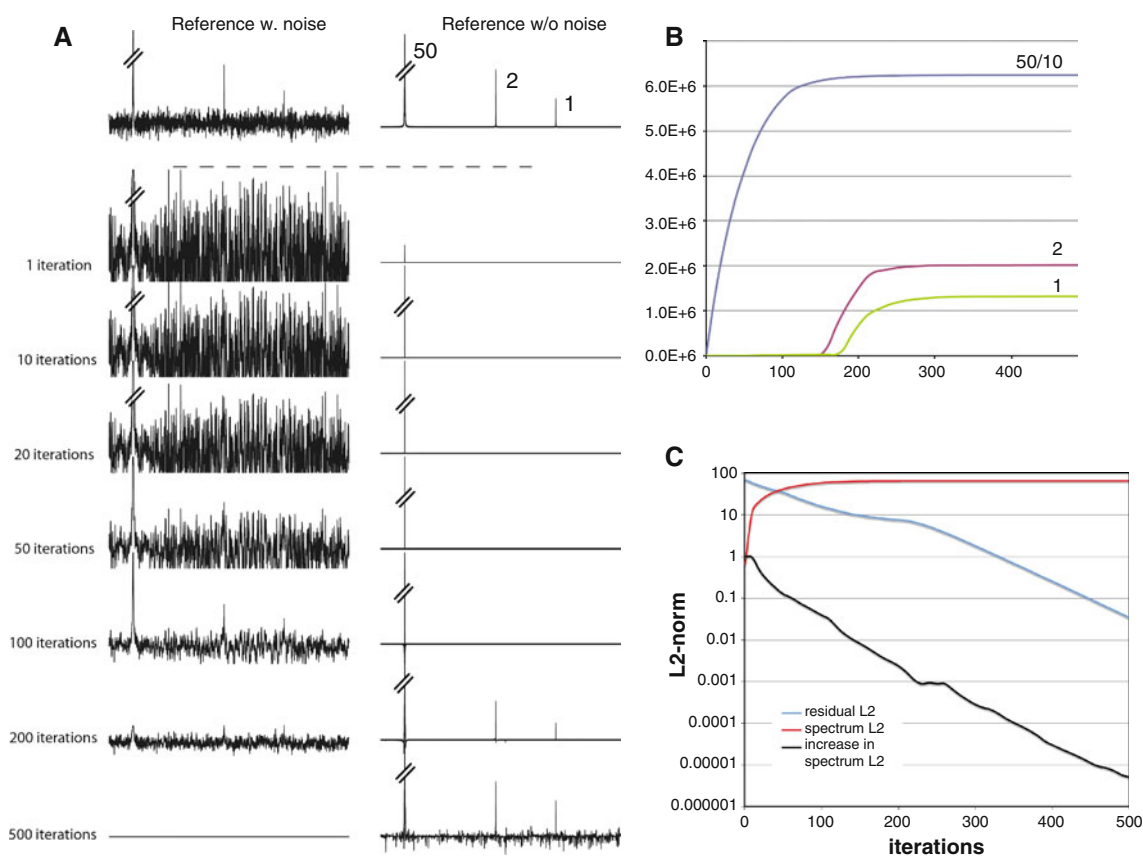 A
Reference w. noise
Reference w/o noise
50
2
1
1 iteration
10 iterations
20 iterations
50 iterations
100 iterations
200 iterations
500 iterations
B
50/10
6.0E+6
5.0E+6
4.0E+6
3.0E+6
2.0E+6
1.0E+6
0.0E+6
2
1
0 100 200 300 400
C
100
10
1
0.1
0.01
0.001
0.0001
0.00001
0.000001
L2-norm
residual L2
spectrum L2
increase in
spectrum L2
0 100 200 300 400 500
iterations